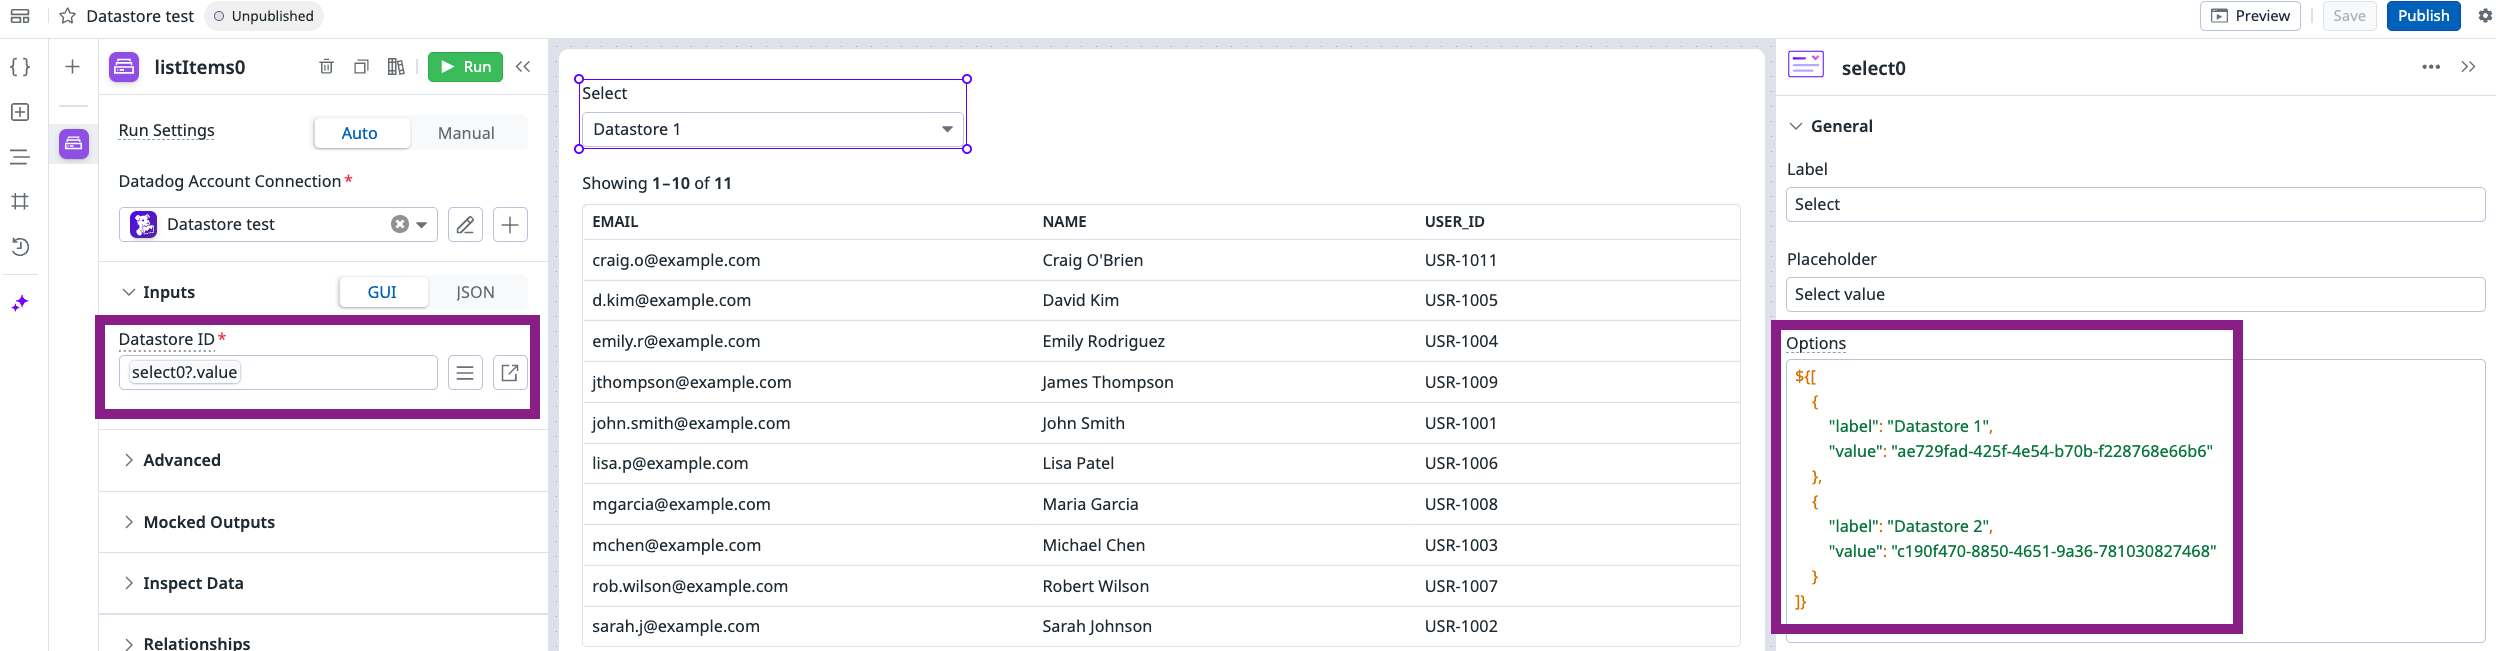 Datastore test
Unpublished
Preview
Save
Publish
listItems0
Run
Run Settings
Auto
Manual
Datadog Account Connection*
Datastore test
Inputs
GUI
JSON
Datastore ID*
select0?.value
Advanced
Mocked Outputs
Inspect Data
Relationships
Select
Datastore 1
Showing 1–10 of 11
EMAIL NAME USER_ID
craig.o@example.com Craig O'Brien USR-1011
d.kim@example.com David Kim USR-1005
emily.r@example.com Emily Rodriguez USR-1004
jthompson@example.com James Thompson USR-1009
john.smith@example.com John Smith USR-1001
lisa.p@example.com Lisa Patel USR-1006
mgarcia@example.com Maria Garcia USR-1008
mchen@example.com Michael Chen USR-1003
rob.wilson@example.com Robert Wilson USR-1007
sarah.j@example.com Sarah Johnson USR-1002
select0
General
Label
Select
Placeholder
Select value
Options
${[
{
"label": "Datastore 1",
"value": "ae729fad-425f-4e54-b70b-f228768e66b6"
},
{
"label": "Datastore 2",
"value": "c190f470-8850-4651-9a36-781030827468"
}
]}